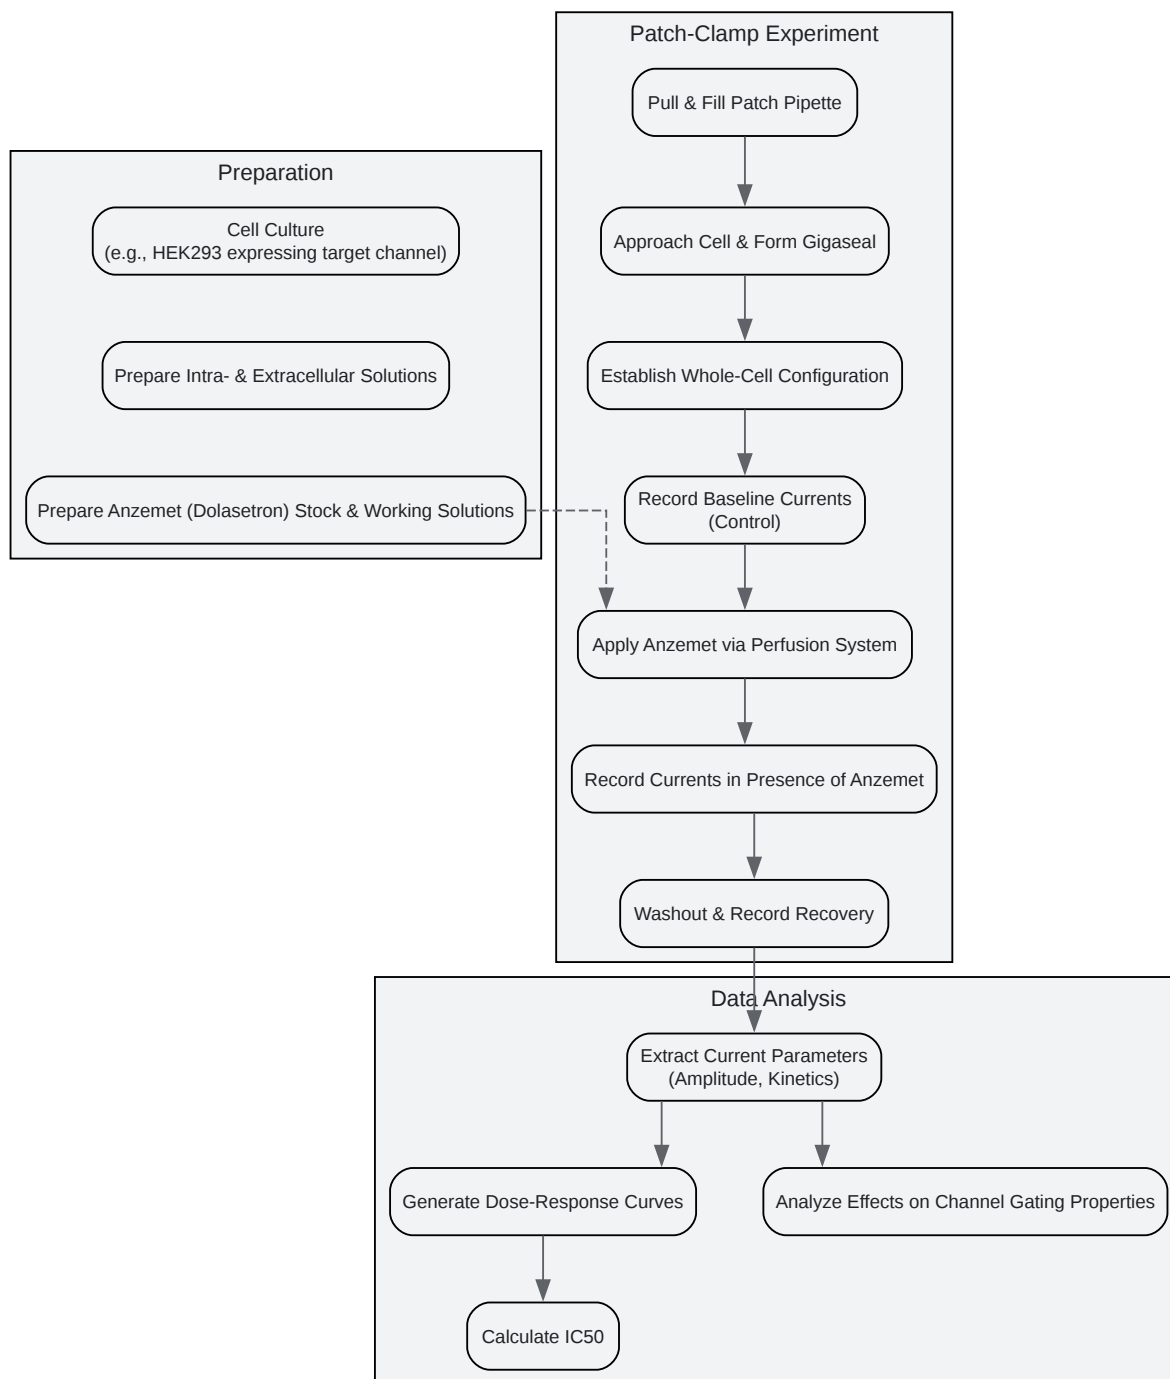 Patch-Clamp Experiment
Pull & Fill Patch Pipette
Approach Cell & Form Gigaseal
Establish Whole-Cell Configuration
Record Baseline Currents
(Control)
Apply Anzemet via Perfusion System
Record Currents in Presence of Anzemet
Washout & Record Recovery
Preparation
Cell Culture
(e.g., HEK293 expressing target channel)
Prepare Intra- & Extracellular Solutions
Prepare Anzemet (Dolasetron) Stock & Working Solutions
Data Analysis
Extract Current Parameters
(Amplitude, Kinetics)
Generate Dose-Response Curves
Analyze Effects on Channel Gating Properties
Calculate IC50